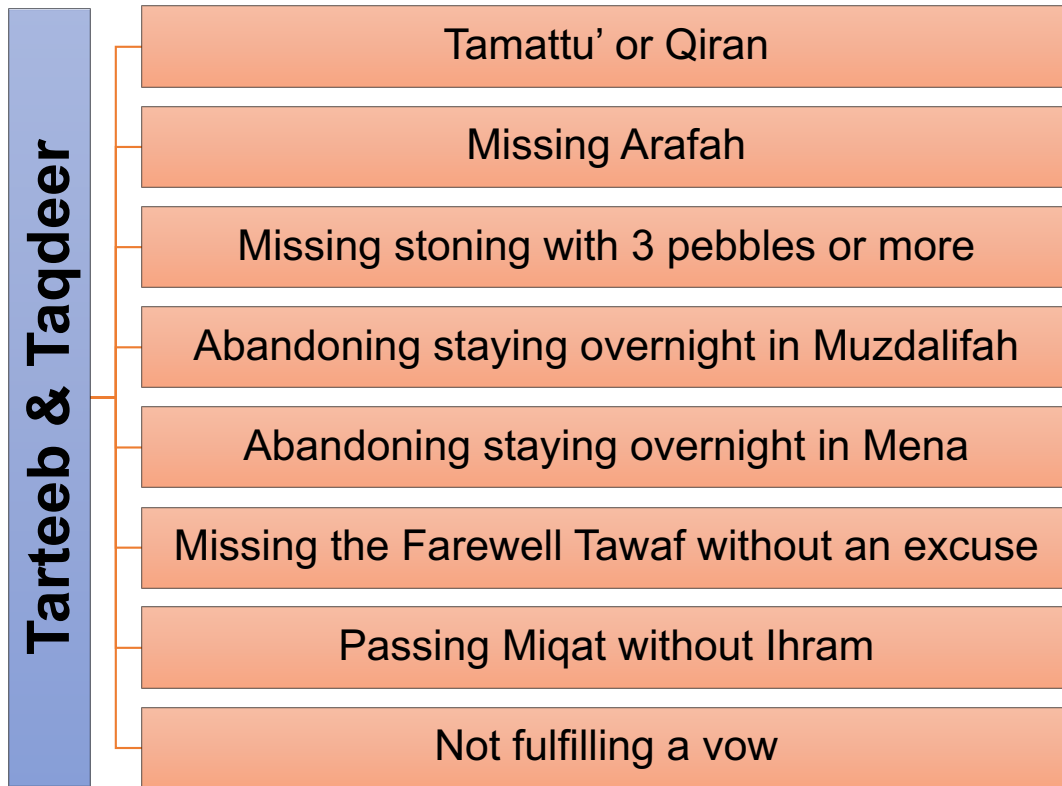 Tarteeb & Taqdeer
Tamattu’ or Qiran
Missing Arafah
Missing stoning with 3 pebbles or more
Abandoning staying overnight in Muzdalifah
Abandoning staying overnight in Mena
Missing the Farewell Tawaf without an excuse
Passing Miqat without Ihram
Not fulfilling a vow